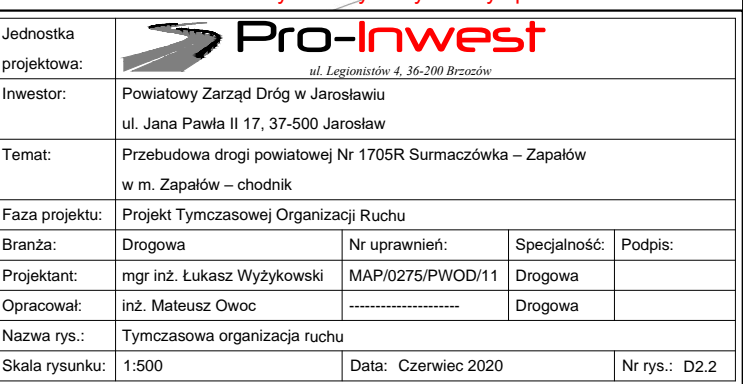 Jednostka projektowa: Pro-Inwest
ul. Legionistów 4, 36-200 Brzozów
Inwestor: Powiatowy Zarząd Dróg w Jarosławiu
ul. Jana Pawła II 17, 37-500 Jarosław
Temat: Przebudowa drogi powiatowej Nr 1705R Surmaczówka – Zapałów
w m. Zapałów – chodnik
Faza projektu: Projekt Tymczasowej Organizacji Ruchu
Branża: Drogowa Nr uprawnień: Specjalność: Podpis:
Projektant: mgr inż. Łukasz Wyżykowski MAP/0275/PWOD/11 Drogowa
Opracował: inż. Mateusz Owoc --------------------- Drogowa
Nazwa rys.: Tymczasowa organizacja ruchu
Skala rysunku: 1:500 Data: Czerwiec 2020 Nr rys.: D2.2